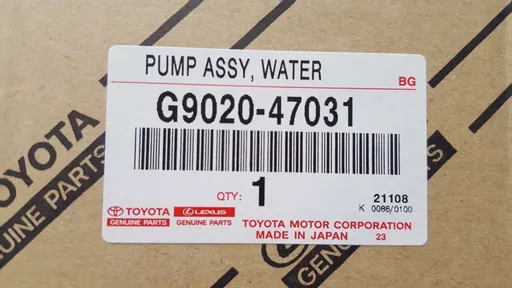 PUMP ASSY, WATER
BG
G9020-47031
QTY: 1
21108
K 0086/0100
TOYOTA
GENUINE PARTS
LEXUS
GENUINE PARTS
TOYOTA MOTOR CORPORATION
MADE IN JAPAN 23
TOYOTA
GENUINE PARTS
GENUINE